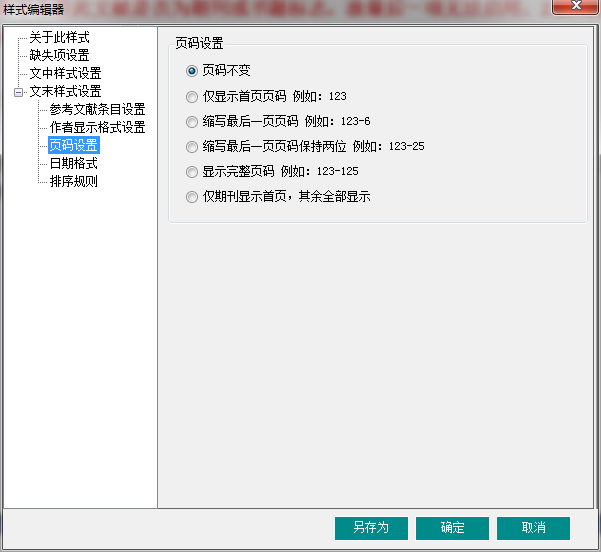 样式编辑器
关于此样式
缺失项设置
文中样式设置
文末样式设置
参考文献条目设置
作者显示格式设置
页码设置
日期格式
排序规则
页码设置
页码不变
仅显示首页页码 例如: 123
缩写最后一页页码 例如: 123-6
缩写最后一页页码保持两位 例如: 123-25
显示完整页码 例如: 123-125
仅期刊显示首页，其余全部显示
另存为
确定
取消